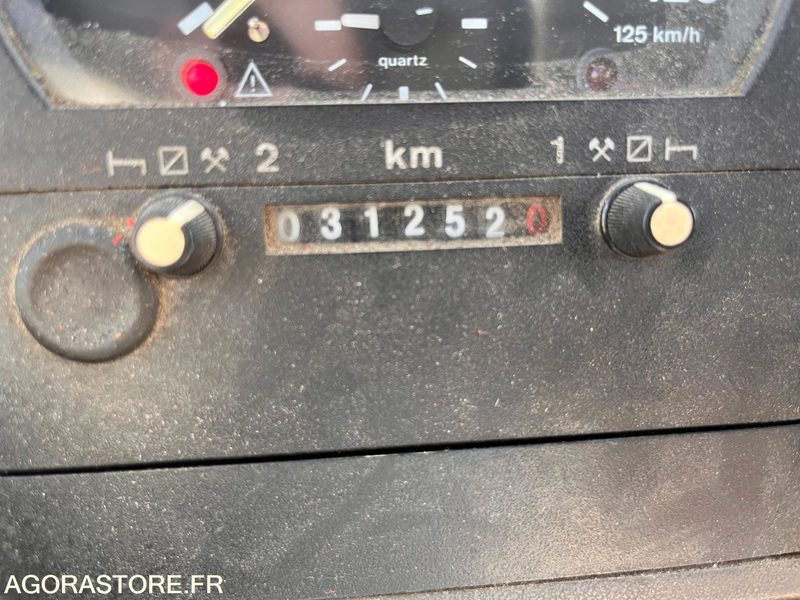 125 km/h
quartz
2 km 1
0312520
AGORASTORE.FR